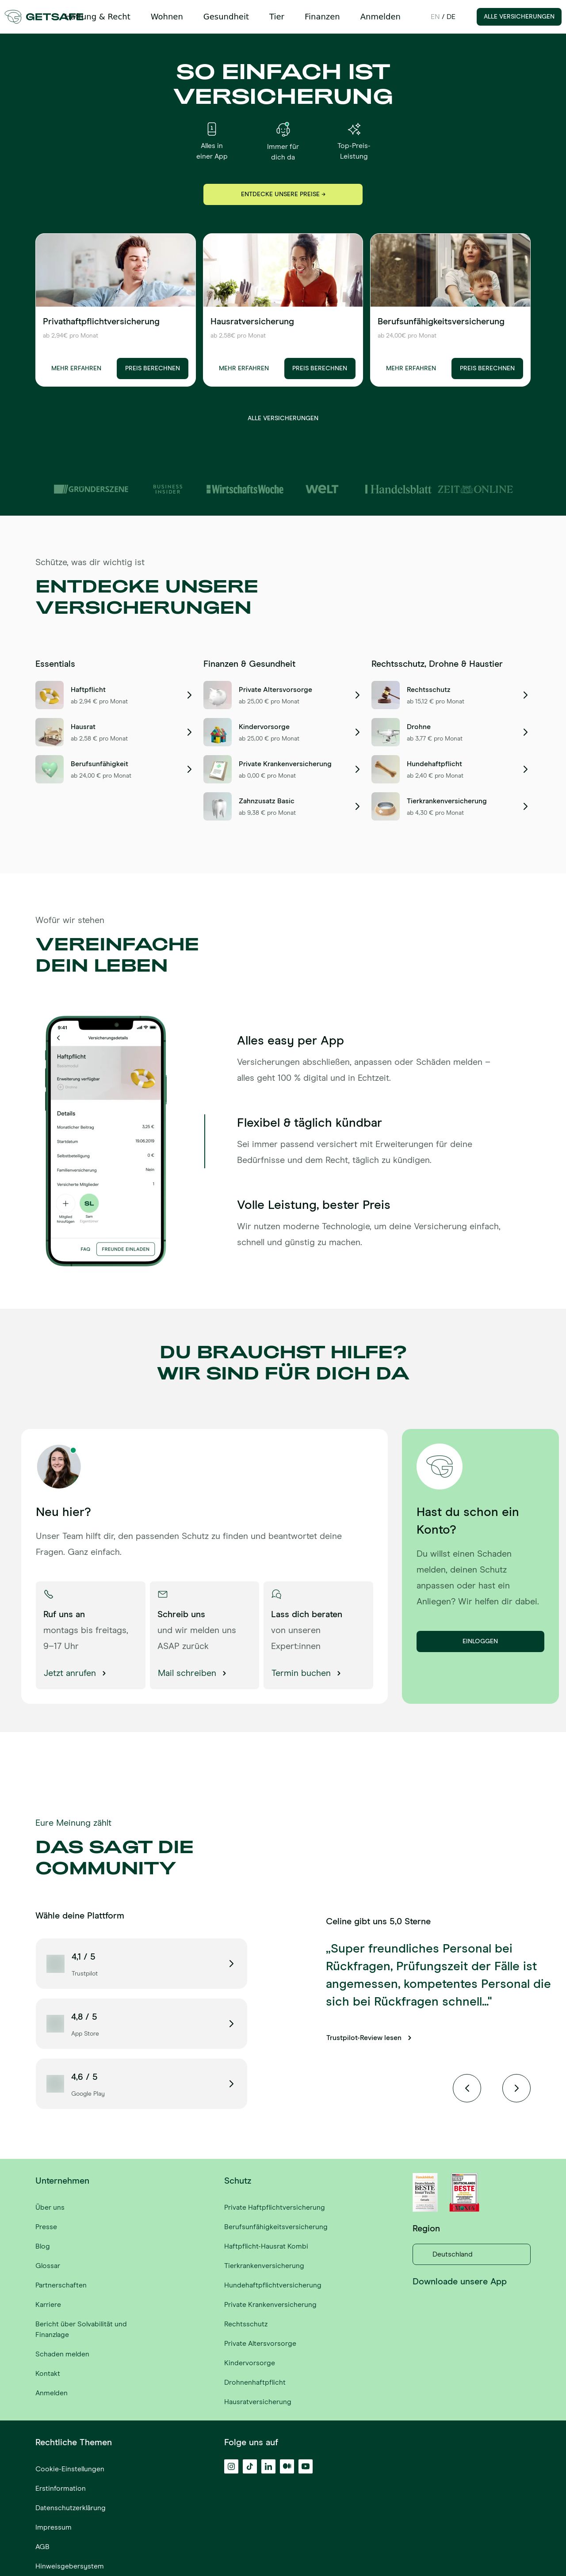 GETSAFE
& Recht
Wohnen
Gesundheit
Tier
Finanzen
Anmelden
EN / DE
ALLE VERSICHERUNGEN
SO EINFACH IST
VERSICHERUNG
Alles in
einer App
Immer für
dich da
Top-Preis-
Leistung
ENTDECKE UNSERE PREISE →
Privathaftpflichtversicherung
ab 2,94€ pro Monat
MEHR ERFAHREN
PREIS BERECHNEN
Hausratversicherung
ab 2,58€ pro Monat
MEHR ERFAHREN
PREIS BERECHNEN
Berufsunfähigkeitsversicherung
ab 24,00€ pro Monat
MEHR ERFAHREN
PREIS BERECHNEN
ALLE VERSICHERUNGEN
GRÜNDERSZENE
BUSINESS
INSIDER
WirtschaftsWoche
WELT
Handelsblatt
ZEIT ONLINE
Schütze, was dir wichtig ist
ENTDECKE UNSERE
VERSICHERUNGEN
Essentials
Haftpflicht
ab 2,94 € pro Monat
Hausrat
ab 2,58 € pro Monat
Berufsunfähigkeit
ab 24,00 € pro Monat
Finanzen & Gesundheit
Private Altersvorsorge
ab 25,00 € pro Monat
Kindervorsorge
ab 25,00 € pro Monat
Private Krankenversicherung
ab 0,00 € pro Monat
Zahnzusatz Basic
ab 9,38 € pro Monat
Rechtsschutz, Drohne & Haustier
Rechtsschutz
ab 15,12 € pro Monat
Drohne
ab 3,77 € pro Monat
Hundehaftpflicht
ab 2,40 € pro Monat
Tierkrankenversicherung
ab 4,30 € pro Monat
Wofür wir stehen
VEREINFACHE
DEIN LEBEN
9:41
Versicherungsdetails
Haftpflicht
Erweiterung verfügbar
Details
Monatlicher Beitrag
3,25 €
Startdatum
19.06.2019
Selbstbeteiligung
0 €
Familienversicherung
Nein
Versicherte Mitglieder
1
SL
Mitglied
hinzufügen
Sam
FAQ
FREUNDE EINLADEN
Alles easy per App
Versicherungen abschließen, anpassen oder Schäden melden –
alles geht 100 % digital und in Echtzeit.
Flexibel & täglich kündbar
Sei immer passend versichert mit Erweiterungen für deine
Bedürfnisse und dem Recht, täglich zu kündigen.
Volle Leistung, bester Preis
Wir nutzen moderne Technologie, um deine Versicherung einfach,
schnell und günstig zu machen.
DU BRAUCHST HILFE?
WIR SIND FÜR DICH DA
Neu hier?
Unser Team hilft dir, den passenden Schutz zu finden und beantwortet deine
Fragen. Ganz einfach.
Ruf uns an
montags bis freitags,
9–17 Uhr
Jetzt anrufen
Schreib uns
und wir melden uns
ASAP zurück
Mail schreiben
Lass dich beraten
von unseren
Expert:innen
Termin buchen
Hast du schon ein
Konto?
Du willst einen Schaden
melden, deinen Schutz
anpassen oder hast ein
Anliegen? Wir helfen dir dabei.
EINLOGGEN
Eure Meinung zählt
DAS SAGT DIE
COMMUNITY
Wähle deine Plattform
4,1 / 5
Trustpilot
4,8 / 5
App Store
4,6 / 5
Google Play
Celine gibt uns 5,0 Sterne
„Super freundliches Personal bei
Rückfragen, Prüfungszeit der Fälle ist
angemessen, kompetentes Personal die
sich bei Rückfragen schnell..."
Trustpilot-Review lesen
Unternehmen
Über uns
Presse
Blog
Glossar
Partnerschaften
Karriere
Bericht über Solvabilität und
Finanzlage
Schaden melden
Kontakt
Anmelden
Schutz
Private Haftpflichtversicherung
Berufsunfähigkeitsversicherung
Haftpflicht-Hausrat Kombi
Tierkrankenversicherung
Hundehaftpflichtversicherung
Private Krankenversicherung
Rechtsschutz
Private Altersvorsorge
Kindervorsorge
Drohnenhaftpflicht
Hausratversicherung
BESTE
BESTE
Region
Deutschland
Downloade unsere App
Rechtliche Themen
Cookie-Einstellungen
Erstinformation
Datenschutzerklärung
Impressum
AGB
Hinweisgebersystem
Folge uns auf